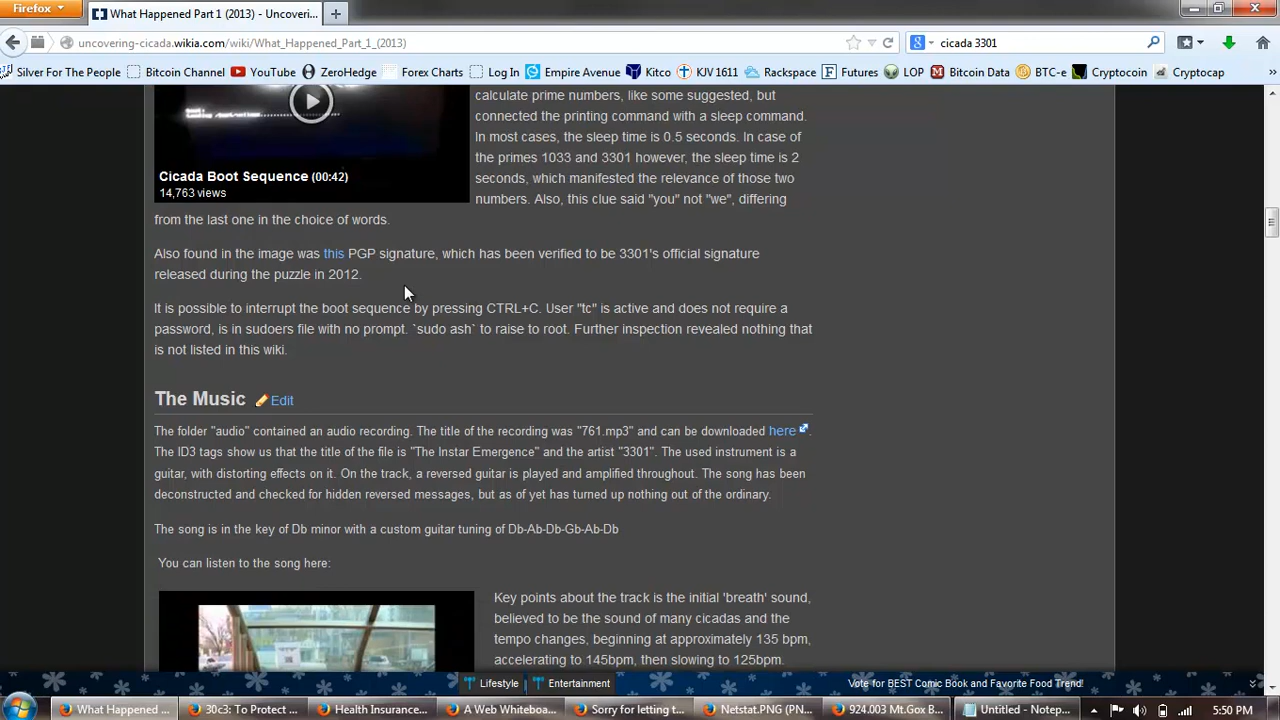 Firefox
What Happened Part 1 (2013) - Uncoveri...
uncovering-cicada.wikia.com/wiki/What_Happened_Part_1_(2013)
cicada 3301
Silver For The People Bitcoin Channel YouTube ZeroHedge Forex Charts Log In Empire Avenue Kitco KJV 1611 Rackspace Futures LOP Bitcoin Data BTC-e Cryptocoin Cryptocap
calculate prime numbers, like some suggested, but
connected the printing command with a sleep command.
In most cases, the sleep time is 0.5 seconds. In case of
the primes 1033 and 3301 however, the sleep time is 2
seconds, which manifested the relevance of those two
numbers. Also, this clue said "you" not "we", differing
Cicada Boot Sequence (00:42)
14,763 views
from the last one in the choice of words.
Also found in the image was this PGP signature, which has been verified to be 3301's official signature
released during the puzzle in 2012.
It is possible to interrupt the boot sequence by pressing CTRL+C. User "tc" is active and does not require a
password, is in sudoers file with no prompt. `sudo ash` to raise to root. Further inspection revealed nothing that
is not listed in this wiki.
The Music Edit
The folder "audio" contained an audio recording. The title of the recording was "761.mp3" and can be downloaded here .
The ID3 tags show us that the title of the file is "The Instar Emergence" and the artist "3301". The used instrument is a
guitar, with distorting effects on it. On the track, a reversed guitar is played and amplified throughout. The song has been
deconstructed and checked for hidden reversed messages, but as of yet has turned up nothing out of the ordinary.
The song is in the key of Db minor with a custom guitar tuning of Db-Ab-Db-Gb-Ab-Db
You can listen to the song here:
Key points about the track is the initial 'breath' sound,
believed to be the sound of many cicadas and the
tempo changes, beginning at approximately 135 bpm,
accelerating to 145bpm, then slowing to 125bpm.
Lifestyle Entertainment Vote for BEST Comic Book and Favorite Food Trend!
What Happened ... 30c3: To Protect ... Health Insurance... A Web Whiteboa... Sorry for letting t... Netstat.PNG (PN... 924.003 Mt.Gox B... Untitled - Notep... 5:50 PM